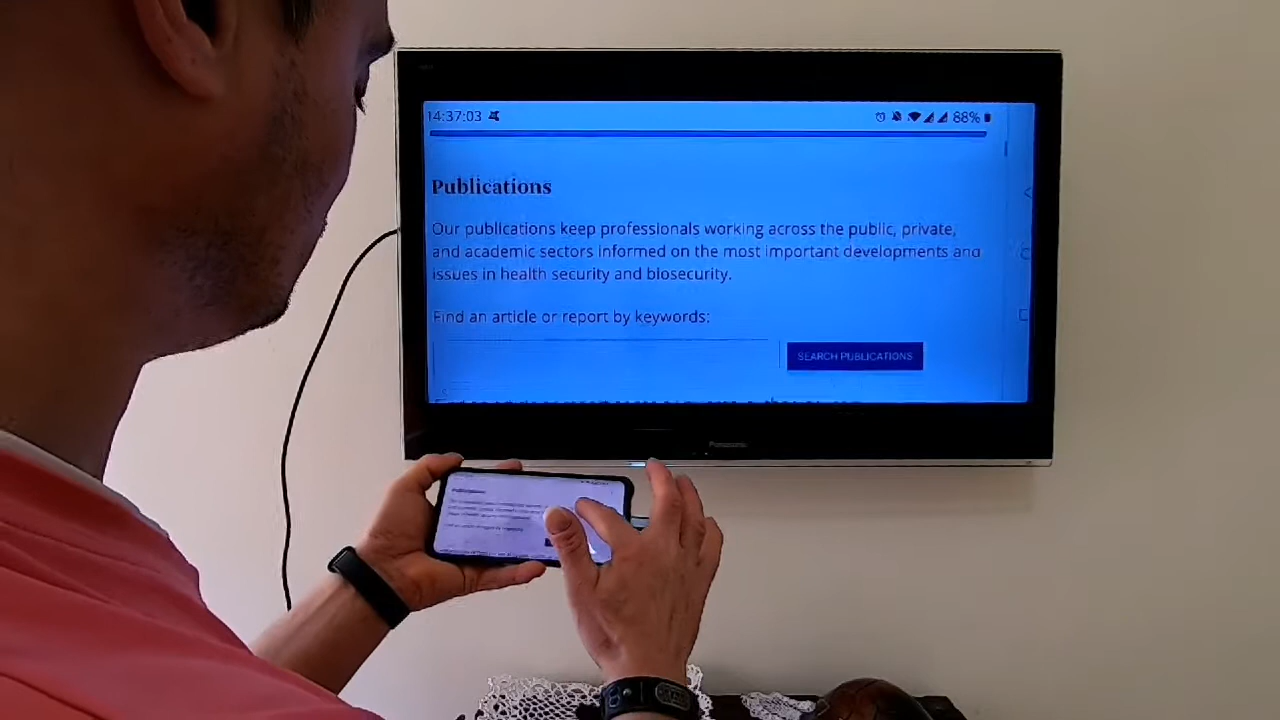 14:37:03 88%
Publications
Our publications keep professionals working across the public, private,
and academic sectors informed on the most important developments and
issues in health security and biosecurity.
Find an article or report by keywords:
SEARCH PUBLICATIONS
Panasonic
Publications